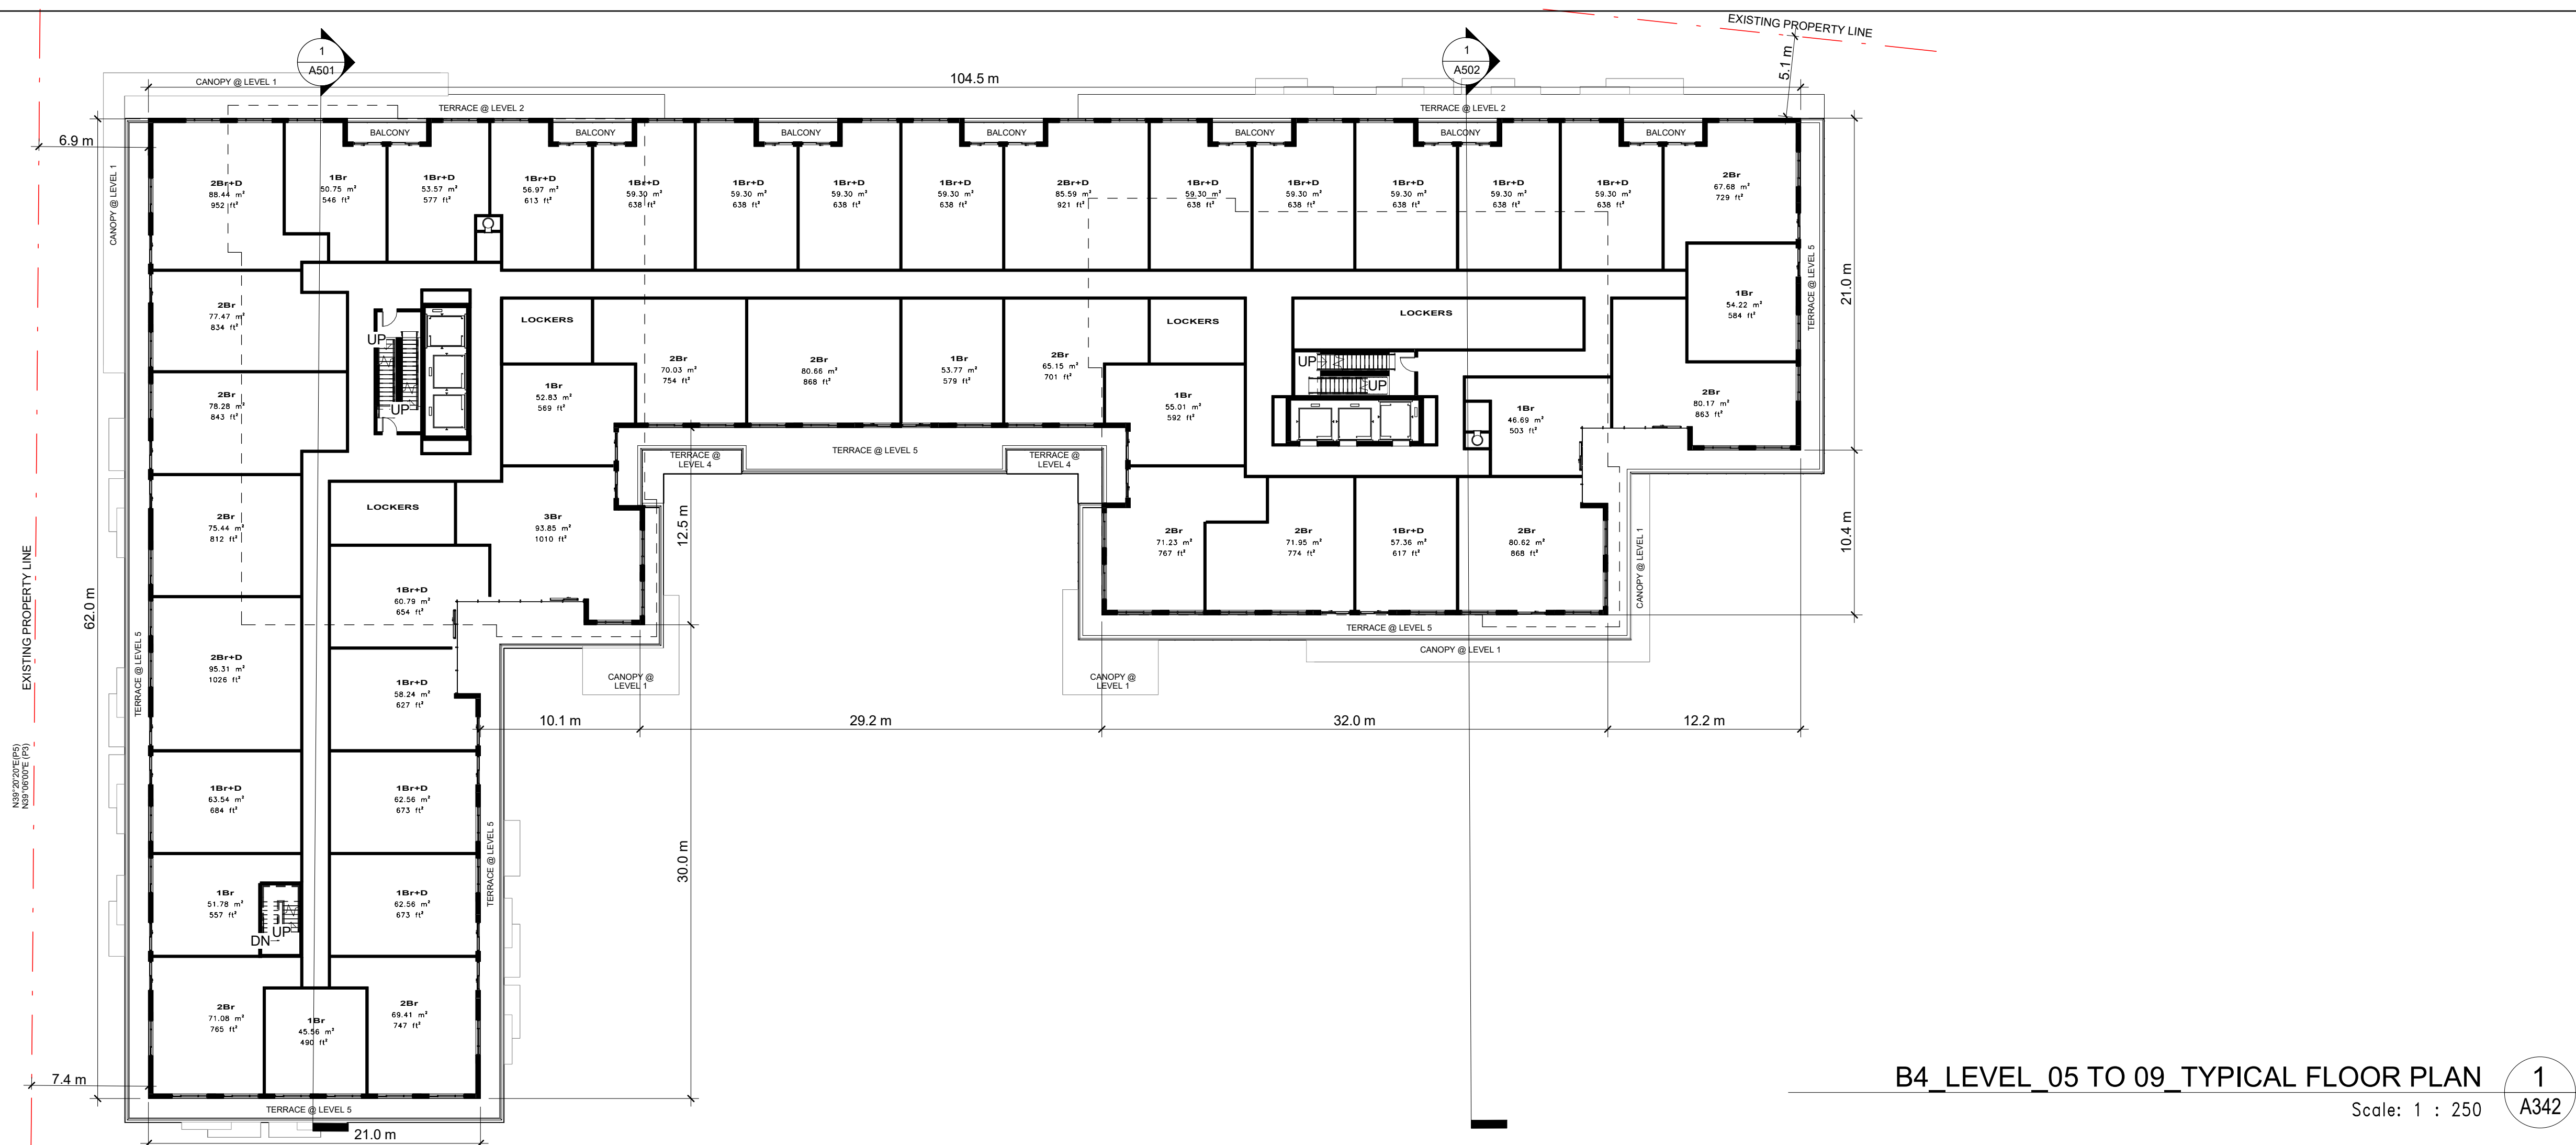 EXISTING PROPERTY LINE
1
A501
1
A502
5.1 m
CANOPY @ LEVEL 1
104.5 m
TERRACE @ LEVEL 2
TERRACE @ LEVEL 2
6.9 m
BALCONY
BALCONY
BALCONY
BALCONY
BALCONY
BALCONY
BALCONY
CANOPY @ LEVEL 1
2Br+D
88.44 m²
952 ft²
1Br
50.75 m²
546 ft²
1Br+D
53.57 m²
577 ft²
1Br+D
56.97 m²
613 ft²
1Br+D
59.30 m²
638 ft²
1Br+D
59.30 m²
638 ft²
1Br+D
59.30 m²
638 ft²
1Br+D
59.30 m²
638 ft²
2Br+D
85.59 m²
921 ft²
1Br+D
59.30 m²
638 ft²
1Br+D
59.30 m²
638 ft²
1Br+D
59.30 m²
638 ft²
1Br+D
59.30 m²
638 ft²
1Br+D
59.30 m²
638 ft²
2Br
67.68 m²
729 ft²
TERRACE @ LEVEL 5
21.0 m
1Br
54.22 m²
584 ft²
2Br
77.47 m²
834 ft²
UP
UP
LOCKERS
LOCKERS
LOCKERS
2Br
70.03 m²
754 ft²
2Br
80.66 m²
868 ft²
1Br
53.77 m²
579 ft²
2Br
65.15 m²
701 ft²
UP
UP
2Br
78.28 m²
843 ft²
1Br
52.83 m²
569 ft²
1Br
55.01 m²
592 ft²
1Br
46.69 m²
503 ft²
2Br
80.17 m²
863 ft²
TERRACE @
LEVEL 4
TERRACE @ LEVEL 5
TERRACE @
LEVEL 4
2Br
75.44 m²
812 ft²
LOCKERS
3Br
93.85 m²
1010 ft²
12.5 m
2Br
71.23 m²
767 ft²
2Br
71.95 m²
774 ft²
1Br+D
57.36 m²
617 ft²
2Br
80.62 m²
868 ft²
CANOPY @ LEVEL 1
10.4 m
EXISTING PROPERTY LINE
62.0 m
1Br+D
60.79 m²
654 ft²
TERRACE @ LEVEL 5
CANOPY @ LEVEL 1
TERRACE @ LEVEL 5
2Br+D
95.31 m²
1026 ft²
1Br+D
58.24 m²
627 ft²
CANOPY @
LEVEL 1
CANOPY @
LEVEL 1
10.1 m
29.2 m
32.0 m
12.2 m
N39°20'20"E(P5)
N39°06'00"E (P3)
1Br+D
63.54 m²
684 ft²
1Br+D
62.56 m²
673 ft²
TERRACE @ LEVEL 5
30.0 m
1Br
51.78 m²
557 ft²
DN
UP
1Br+D
62.56 m²
673 ft²
2Br
71.08 m²
765 ft²
1Br
45.56 m²
490 ft²
2Br
69.41 m²
747 ft²
7.4 m
TERRACE @ LEVEL 5
21.0 m
B4_LEVEL_05 TO 09_TYPICAL FLOOR PLAN
Scale: 1 : 250
1
A342